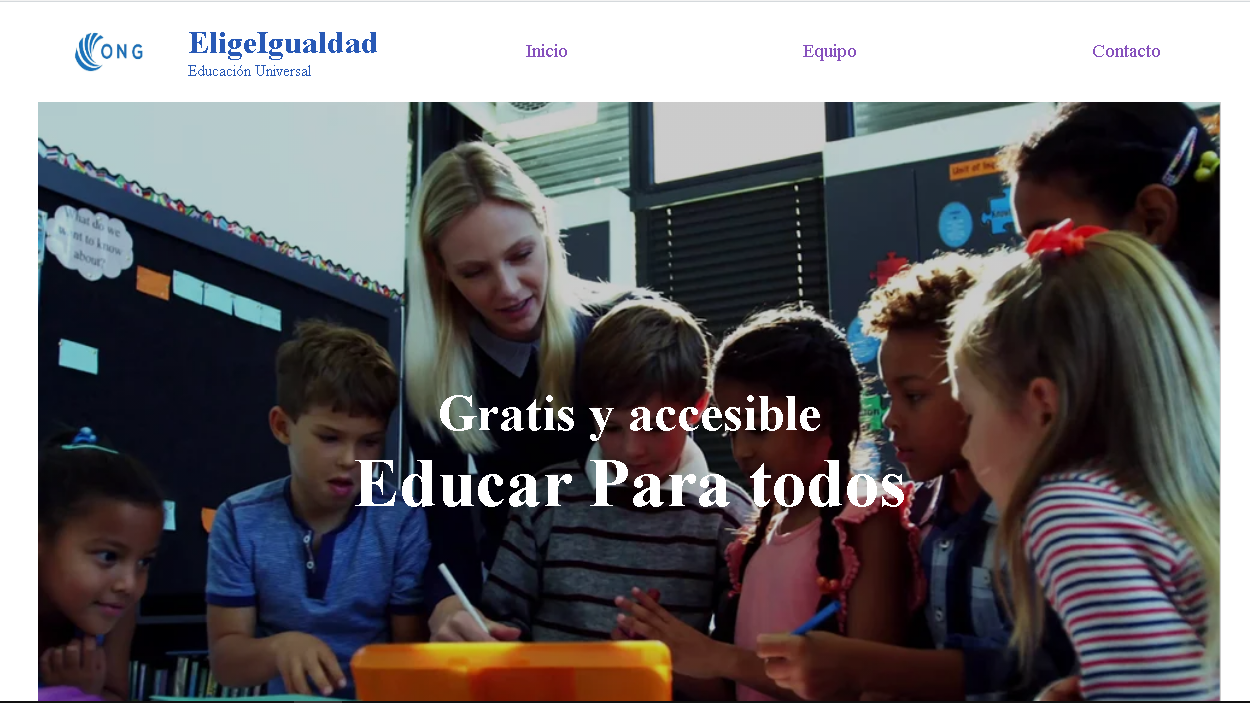 ONG
EligeIgualdad
Educación Universal
Inicio
Equipo
Contacto
What do we
want to know
about?
Unit of
Gratis y accesible
Educar Para todos